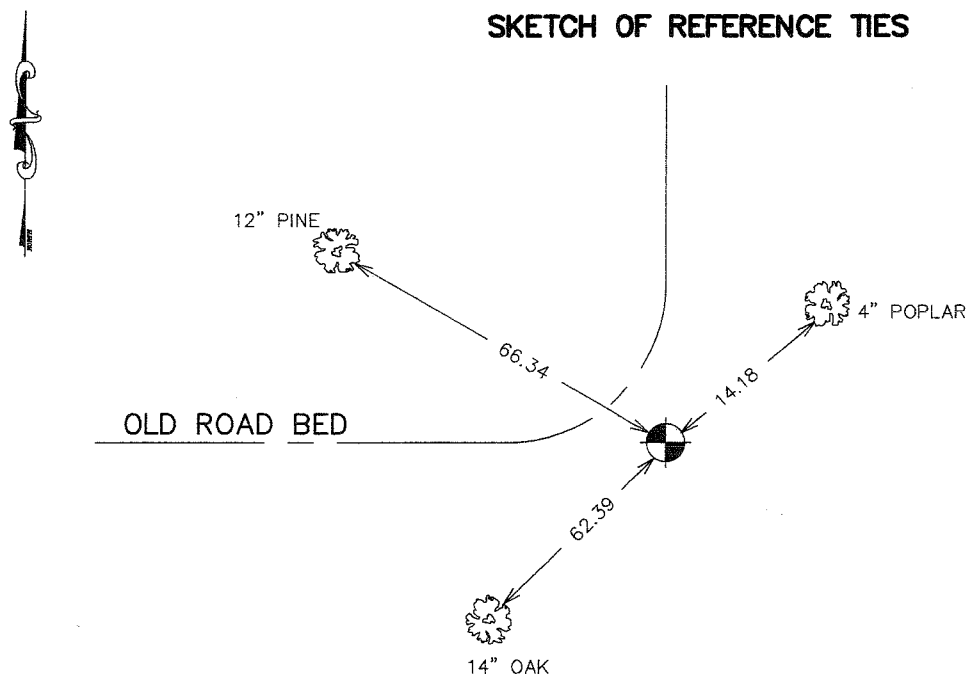 SKETCH OF REFERENCE TIES
12" PINE
4" POPLAR
66.34
14.18
OLD ROAD BED
62.39
14" OAK